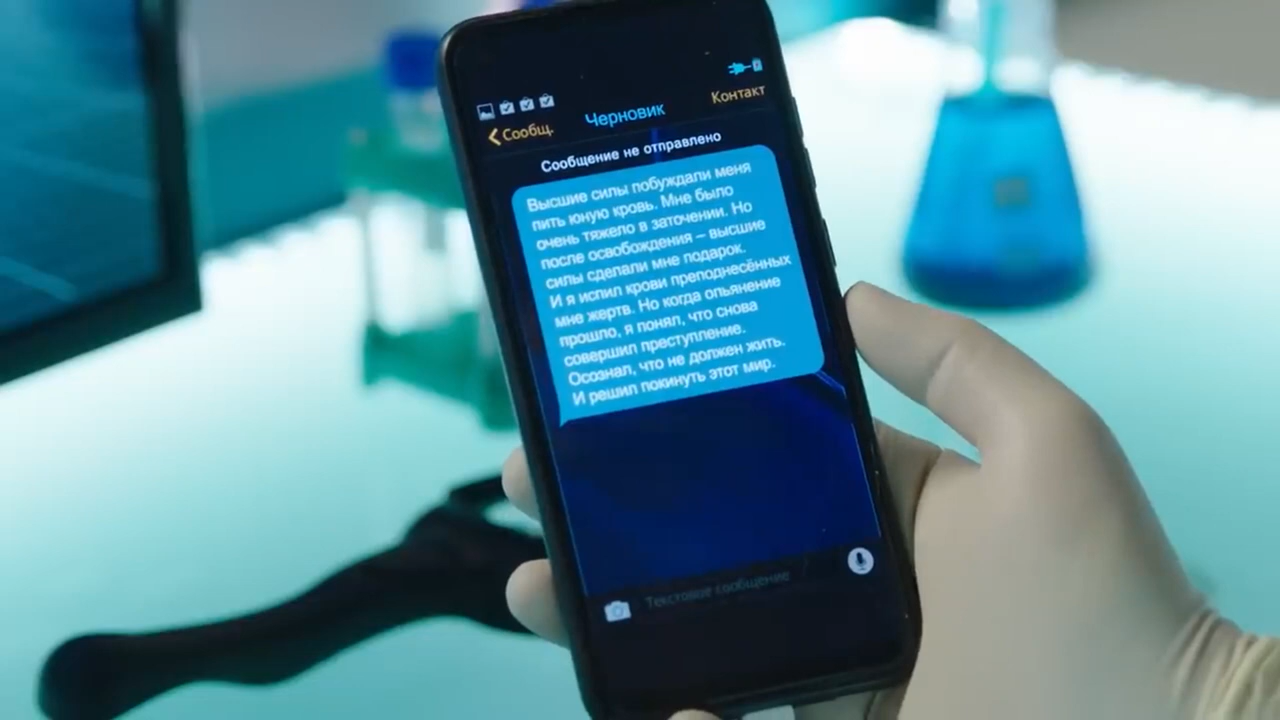 Контакт
Сообщ.
Черновик
Сообщение не отправлено
Высшие силы побуждали меня
пить юную кровь. Мне было
очень тяжело в заточении. Но
после освобождения – высшие
силы сделали мне подарок.
И я испил крови преподнесённых
мне жертв. Но когда опьянение
прошло, я понял, что снова
совершил преступление.
Осознал, что не должен жить.
И решил покинуть этот мир.
Текстовое сообщение